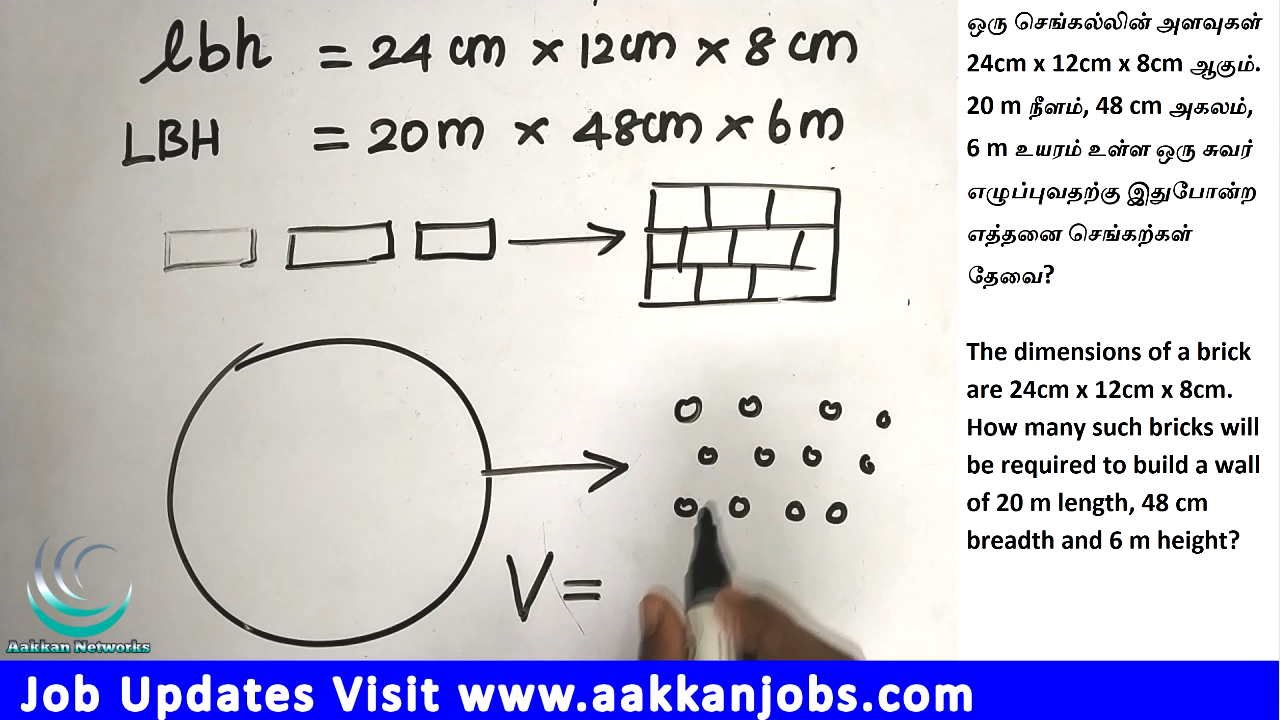 lbh = 24 cm × 12cm × 8 cm
LBH = 20m × 48cm × 6m
V =
ஒரு செங்கல்லின் அளவுகள்
24cm x 12cm x 8cm ஆகும்.
20 m நீளம், 48 cm அகலம்,
6 m உயரம் உள்ள ஒரு சுவர்
எழுப்புவதற்கு இதுபோன்ற
எத்தனை செங்கற்கள்
தேவை?
The dimensions of a brick
are 24cm x 12cm x 8cm.
How many such bricks will
be required to build a wall
of 20 m length, 48 cm
breadth and 6 m height?
Aakkan Networks
Job Updates Visit www.aakkanjobs.com